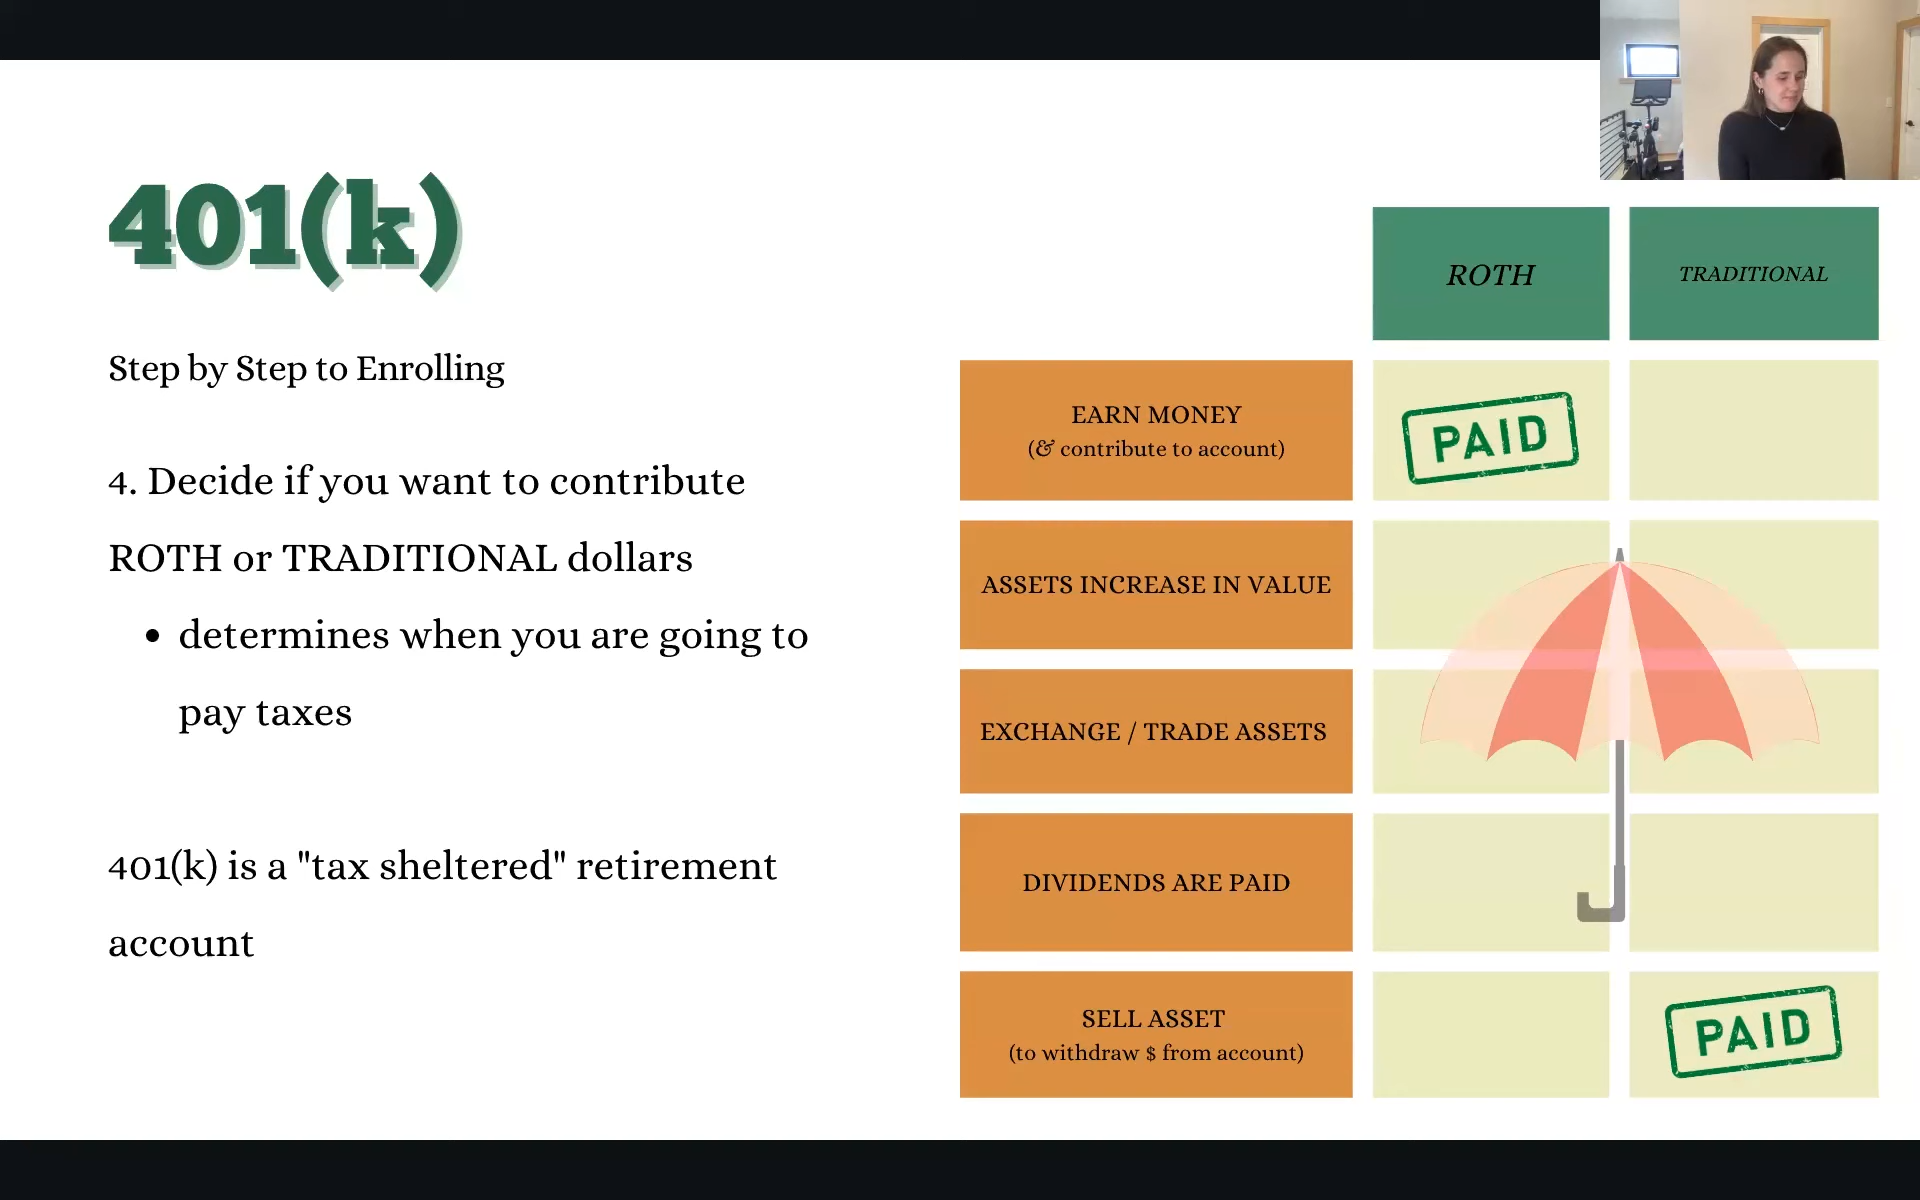 401(k)
Step by Step to Enrolling
4. Decide if you want to contribute
ROTH or TRADITIONAL dollars
• determines when you are going to
pay taxes
401(k) is a "tax sheltered" retirement
account
ROTH
TRADITIONAL
EARN MONEY
(& contribute to account)
PAID
ASSETS INCREASE IN VALUE
EXCHANGE / TRADE ASSETS
DIVIDENDS ARE PAID
SELL ASSET
(to withdraw $ from account)
PAID